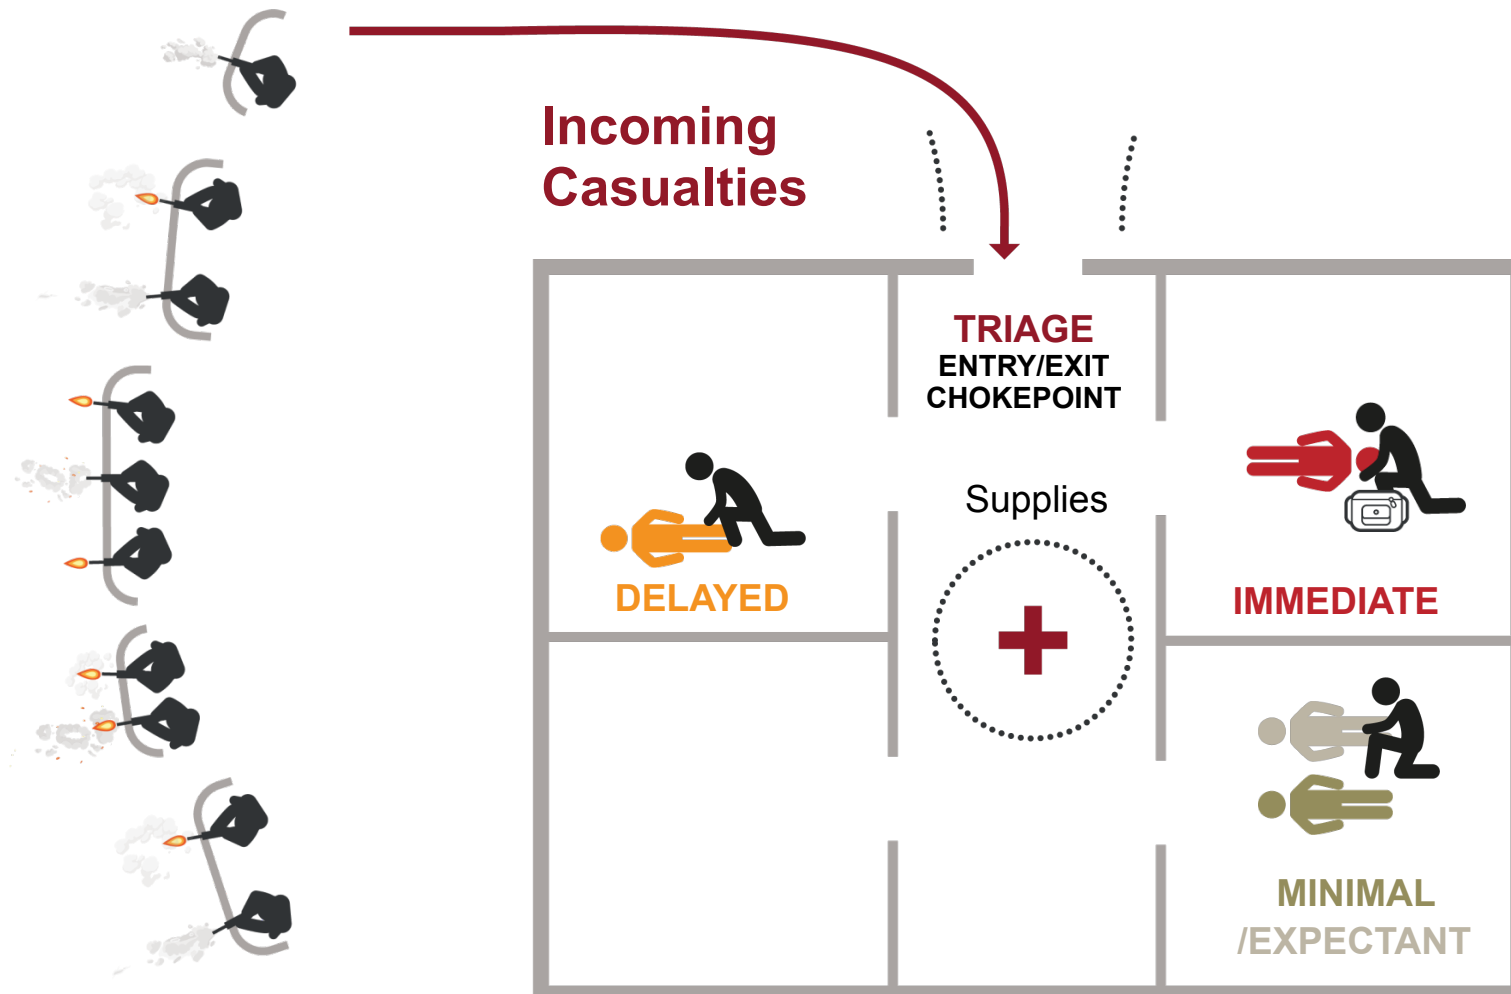 Incoming
Casualties
TRIAGE
ENTRY/EXIT
CHOKEPOINT
Supplies
DELAYED
IMMEDIATE
MINIMAL
/EXPECTANT